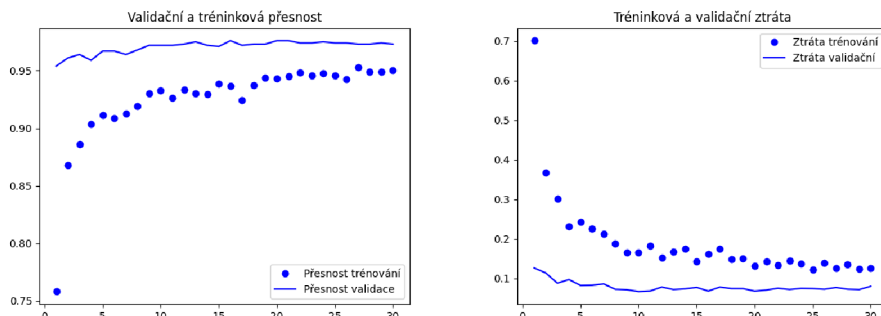 Validační a tréninková přesnost
0.95
0.90
0.85
0.80
0.75
Přesnost trénování
Přesnost validace
0 5 10 15 20 25 30
Tréninková a validační ztráta
0.7
0.6
0.5
0.4
0.3
0.2
0.1
Ztráta trénování
Ztráta validační
0 5 10 15 20 25 30